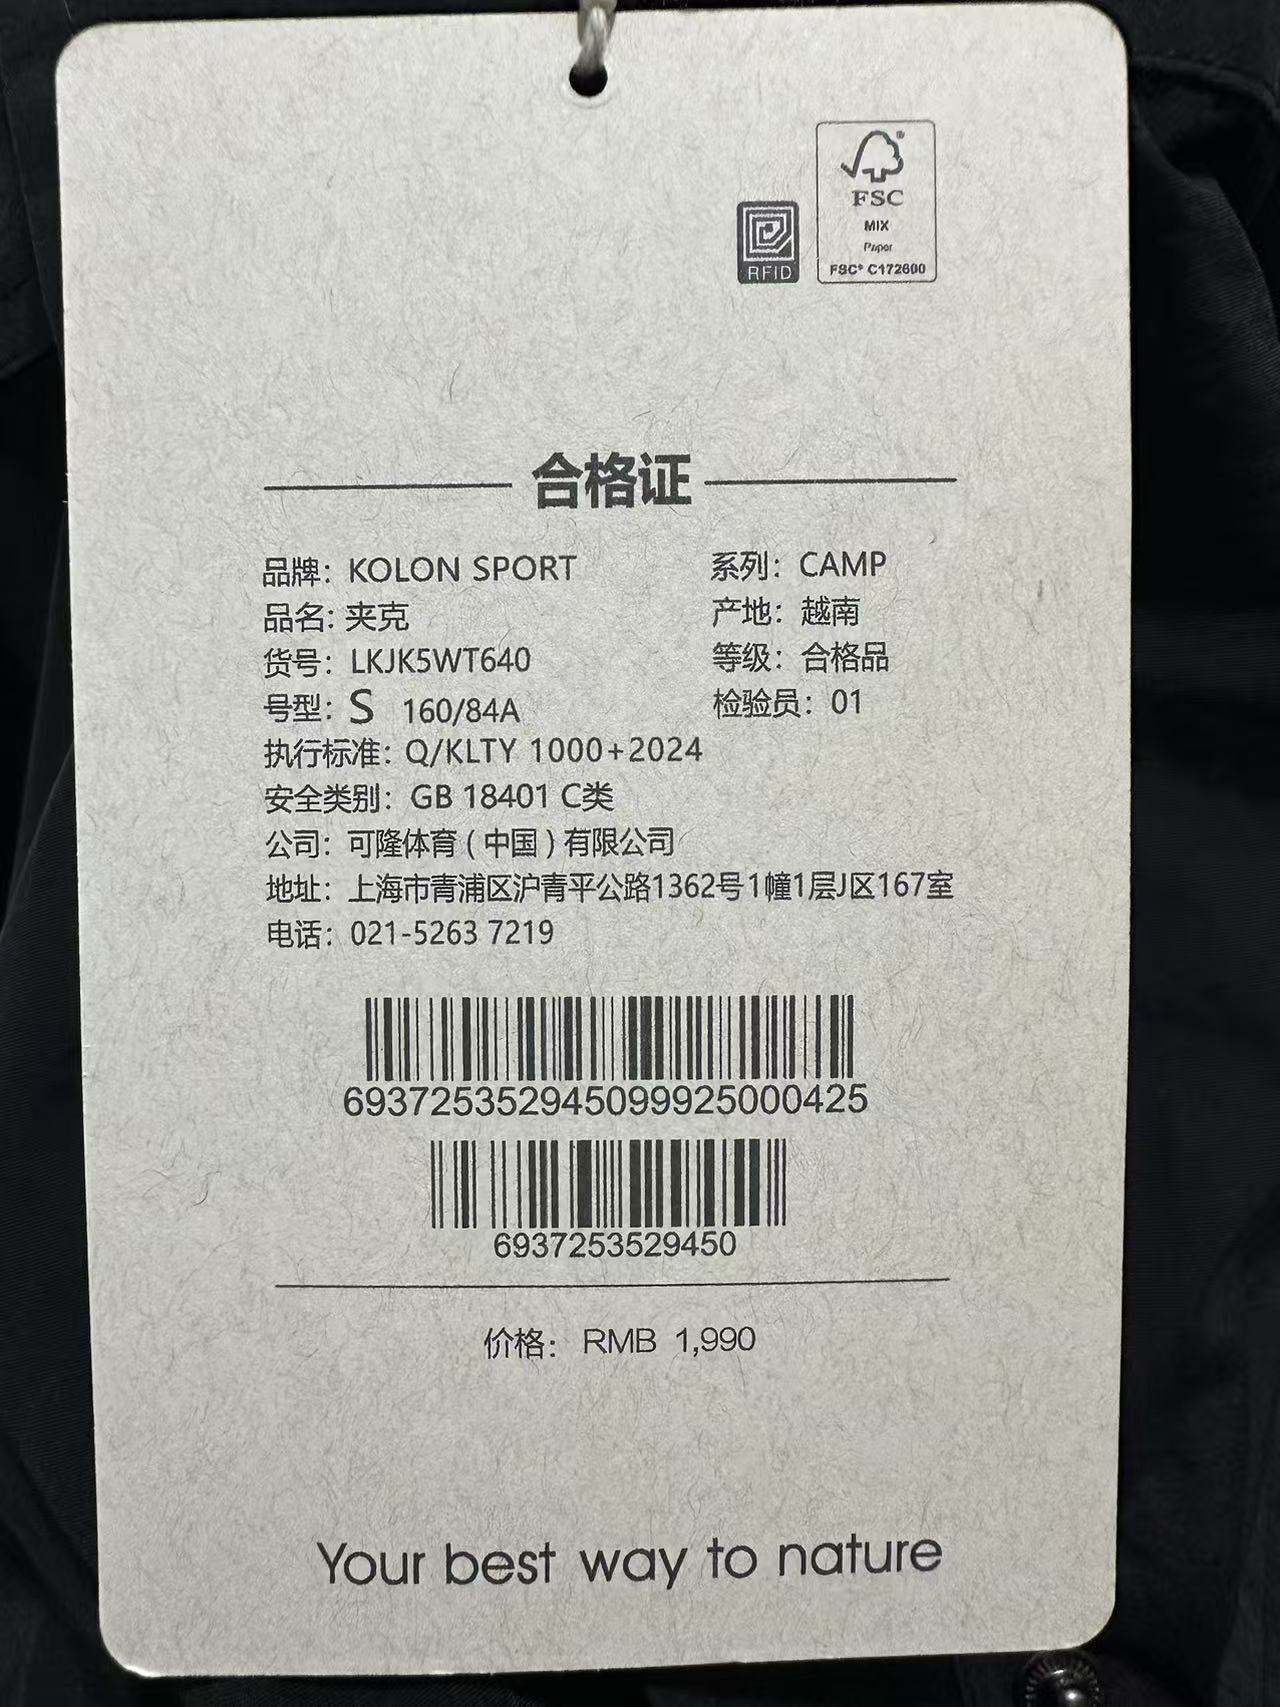 FSC
MIX
Paper
FSC® C172600
RFID
合格证
品牌：KOLON SPORT 系列：CAMP
品名：夹克 产地：越南
货号：LKJK5WT640 等级：合格品
号型：S 160/84A 检验员：01
执行标准：Q/KLTY 1000+2024
安全类别：GB 18401 C类
公司：可隆体育（中国）有限公司
地址：上海市青浦区沪青平公路1362号1幢1层J区167室
电话：021-5263 7219
693725352945099925000425
6937253529450
价格：RMB 1,990
Your best way to nature